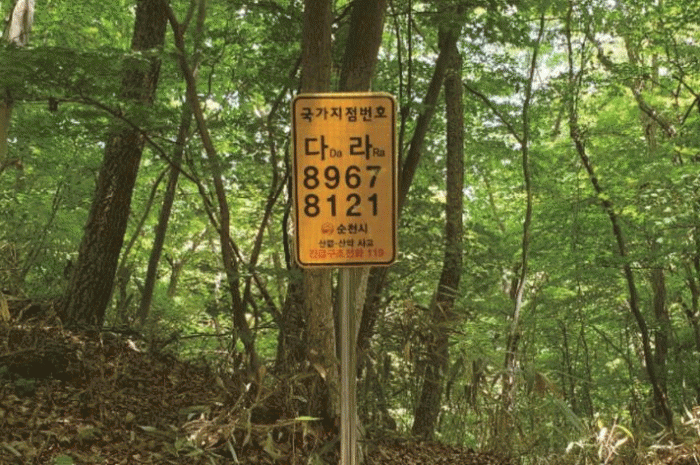 국가지점번호
다Da 라Ra
8967
8121
순천시
산불·산악 사고
긴급구조전화 119